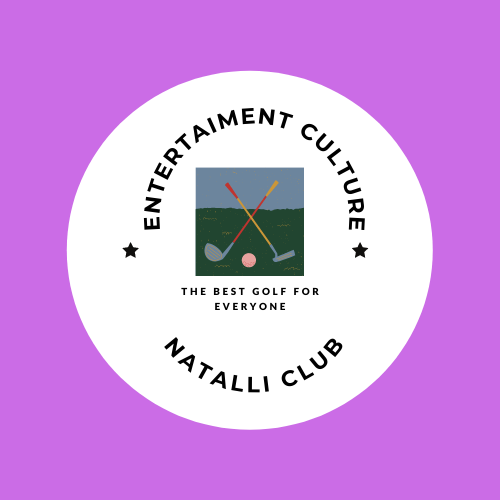 ENTERTAIMENT CULTURE
THE BEST GOLF FOR
EVERYONE
NATALLI CLUB